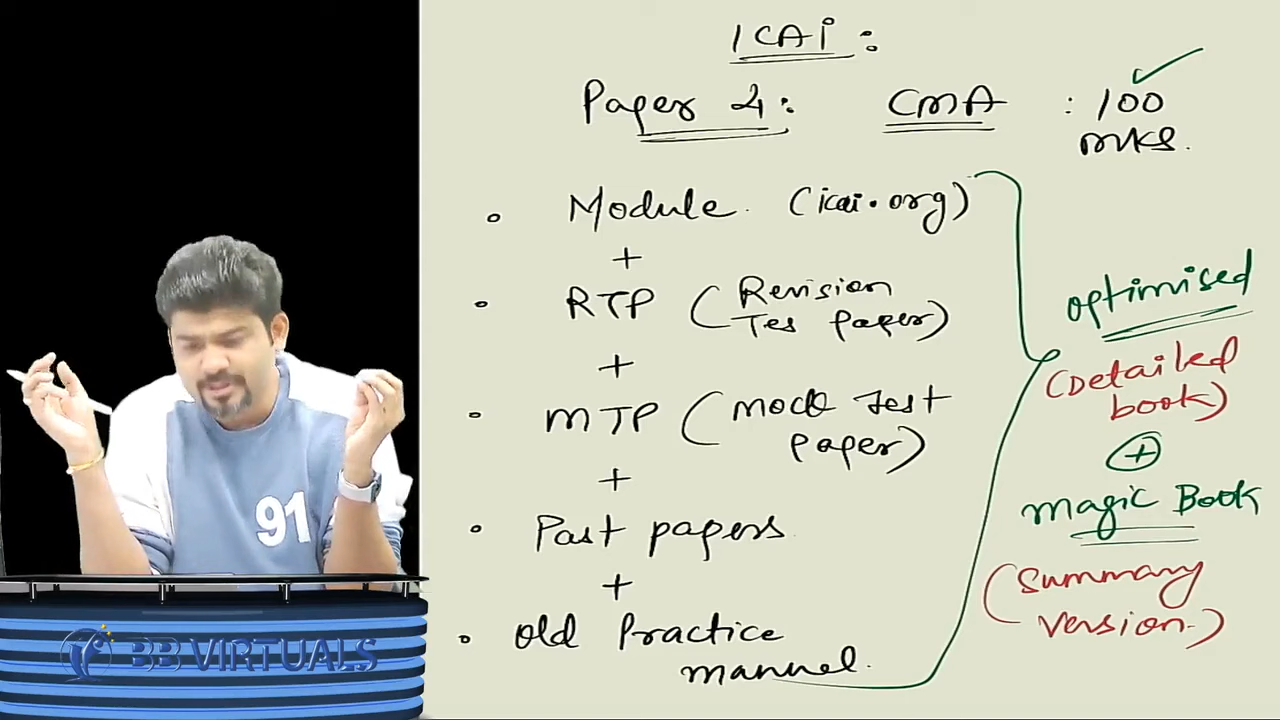 ICAI :
Paper 4 : CMA : 100
mks.
• Module. (icai.org)
+
• RTP (Revision
Tes paper)
+
• MTP (Mock Test
paper)
+
• Past papers
+
• Old Practice
manual.
optimised
(Detailed
book)
+
magic Book
(Summary
version.)
91
BB VIRTUALS